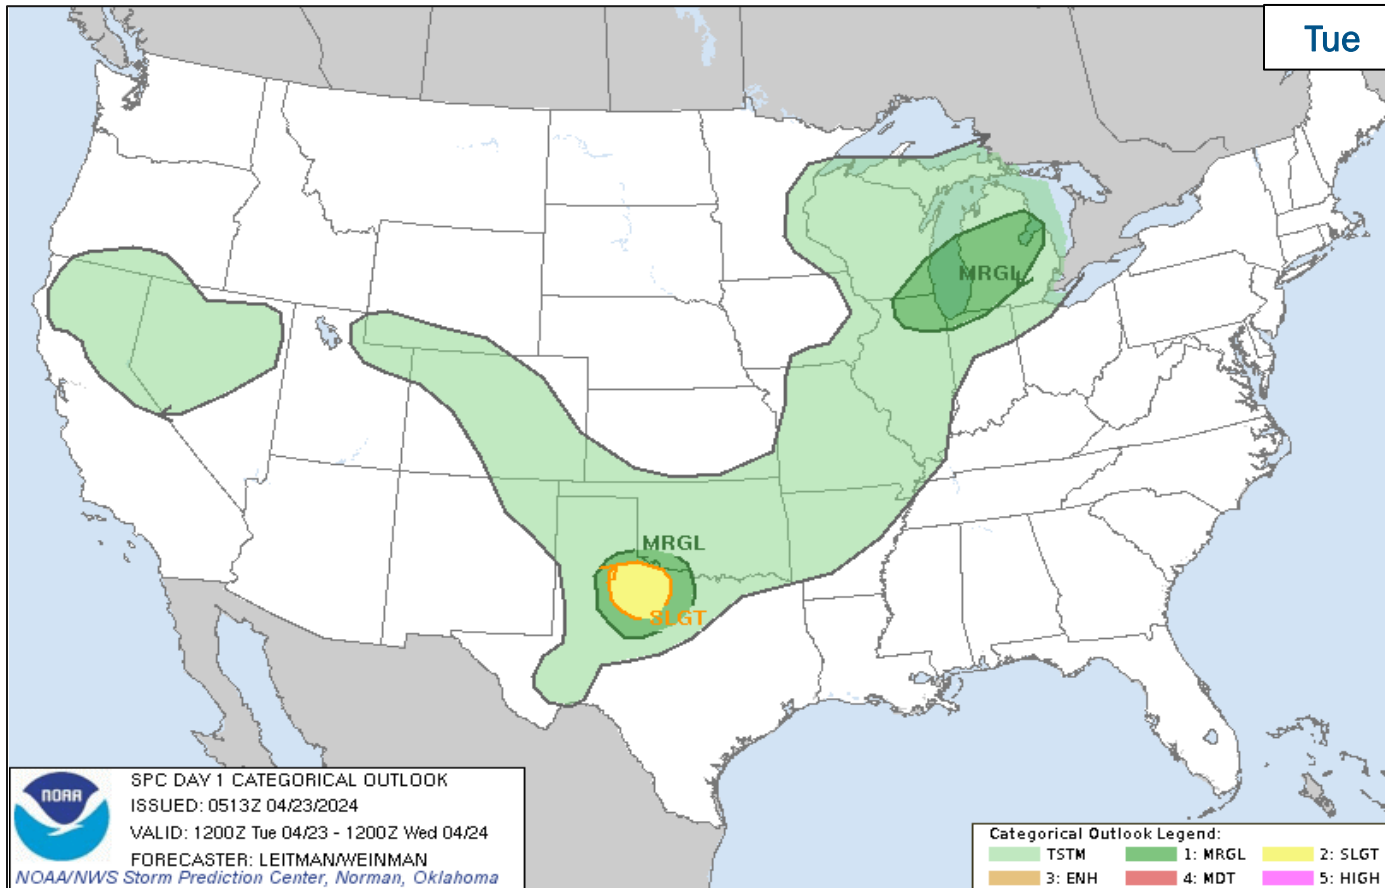 Tue
MRGL
MRGL
SLGT
NOAA
SPC DAY 1 CATEGORICAL OUTLOOK
ISSUED: 0513Z 04/23/2024
VALID: 1200Z Tue 04/23 - 1200Z Wed 04/24
FORECASTER: LEITMAN/WEINMAN
NOAA/NWS Storm Prediction Center, Norman, Oklahoma
Categorical Outlook Legend:
TSTM 1: MRGL 2: SLGT
3: ENH 4: MDT 5: HIGH